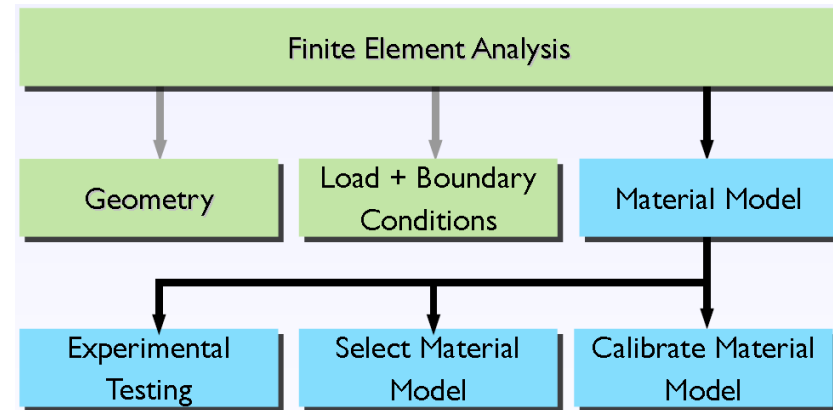 Finite Element Analysis
Geometry
Load + Boundary
Conditions
Material Model
Experimental
Testing
Select Material
Model
Calibrate Material
Model